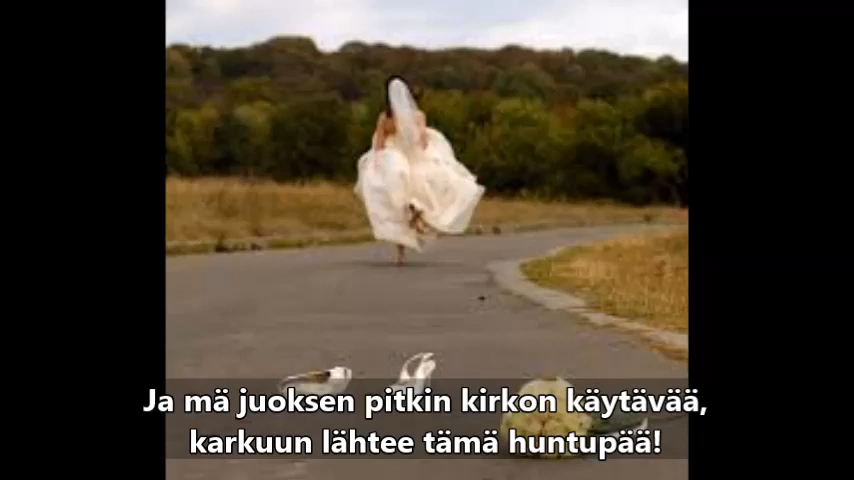 Ja mä juoksen pitkin kirkon käytävää,
karkuun lähtee tämä huntupää!